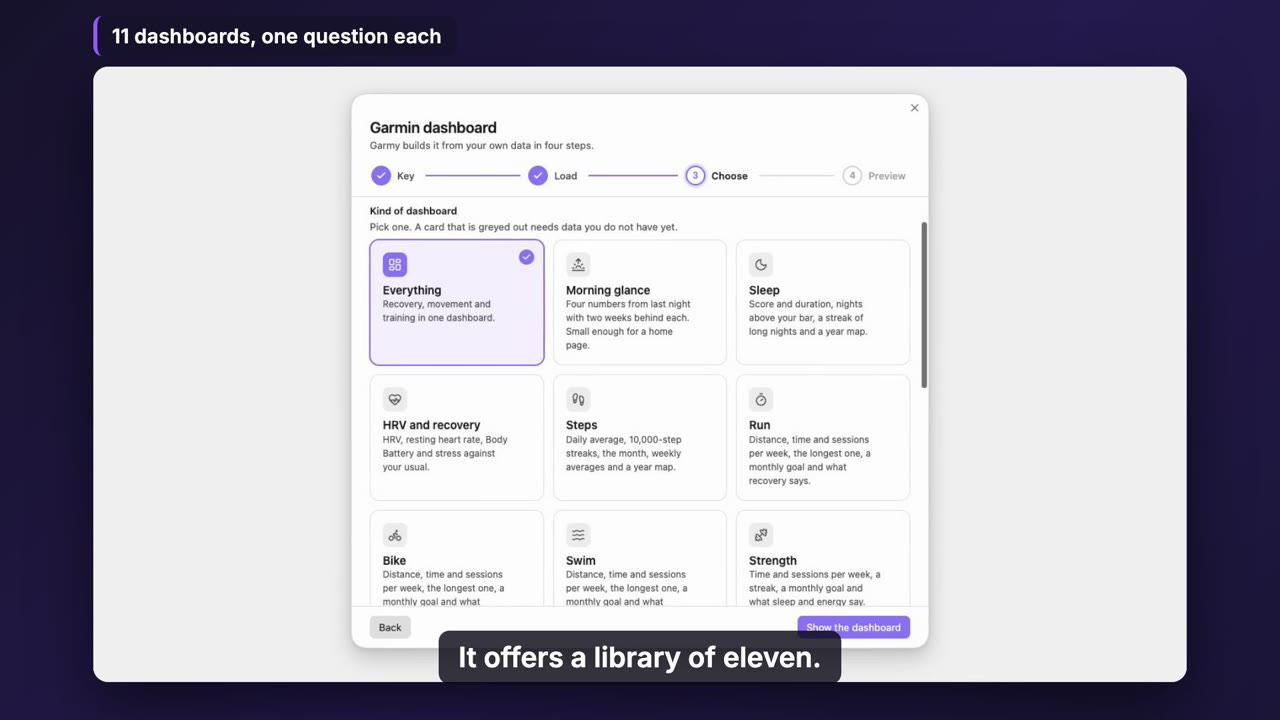 11 dashboards, one question each
Garmin dashboard
Garmy builds it from your own data in four steps.
Key
Load
3
Choose
4
Preview
Kind of dashboard
Pick one. A card that is greyed out needs data you do not have yet.
Everything
Recovery, movement and
training in one dashboard.
Morning glance
Four numbers from last night
with two weeks behind each.
Small enough for a home
page.
Sleep
Score and duration, nights
above your bar, a streak of
long nights and a year map.
HRV and recovery
HRV, resting heart rate, Body
Battery and stress against
your usual.
Steps
Daily average, 10,000-step
streaks, the month, weekly
averages and a year map.
Run
Distance, time and sessions
per week, the longest one, a
monthly goal and what
recovery says.
Bike
Distance, time and sessions
per week, the longest one, a
monthly goal and what
Swim
Distance, time and sessions
per week, the longest one, a
monthly goal and what
Strength
Time and sessions per week, a
streak, a monthly goal and
what sleep and energy say.
Back
Show the dashboard
It offers a library of eleven.